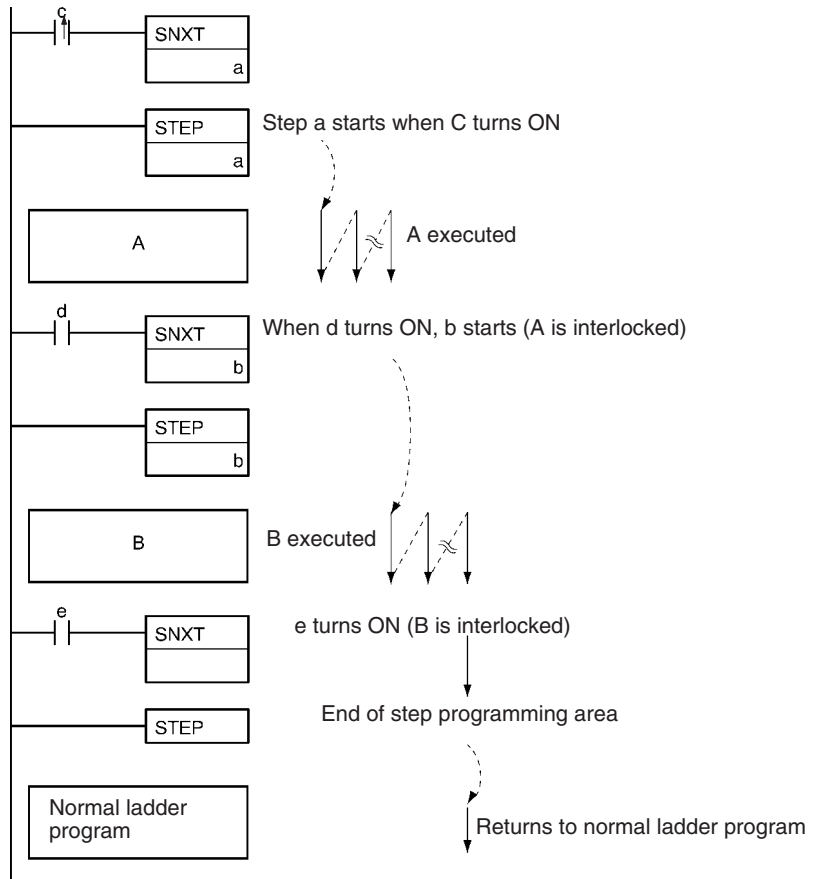 c
SNXT
a
STEP
a
Step a starts when C turns ON
A
A executed
d
SNXT
b
When d turns ON, b starts (A is interlocked)
STEP
b
B
B executed
e
SNXT
e turns ON (B is interlocked)
End of step programming area
STEP
Normal ladder
program
Returns to normal ladder program